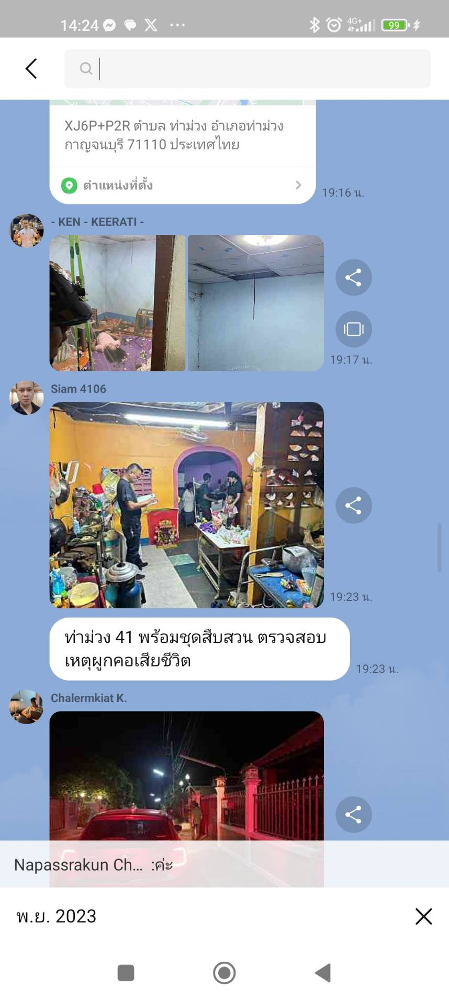 14:24
4G+
99
XJ6P+P2R ตำบล ท่าม่วง อำเภอท่าม่วง
กาญจนบุรี 71110 ประเทศไทย
ตำแหน่งที่ตั้ง
19:16 น.
- KEN - KEERATI -
19:17 น.
Siam 4106
19:23 น.
ท่าม่วง 41 พร้อมชุดสืบสวน ตรวจสอบ
เหตุผูกคอเสียชีวิต
19:23 น.
Chalermkiat K.
Napassrakun Ch... :ค่ะ
พ.ย. 2023